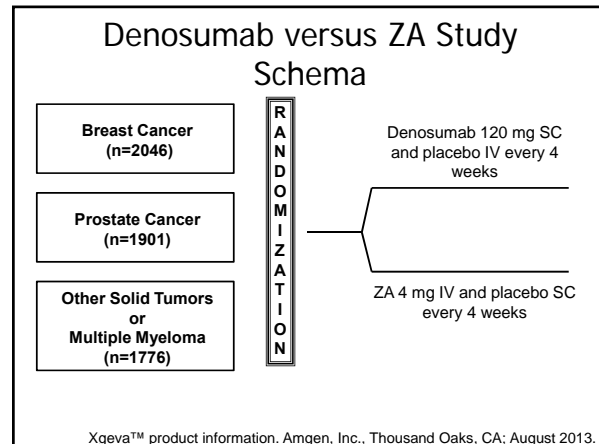 Denosumab versus ZA Study
Schema
Breast Cancer
(n=2046)
Prostate Cancer
(n=1901)
Other Solid Tumors
or
Multiple Myeloma
(n=1776)
RANDOMIZATION
Denosumab 120 mg SC
and placebo IV every 4
weeks
ZA 4 mg IV and placebo SC
every 4 weeks
Xgeva™ product information. Amgen, Inc., Thousand Oaks, CA; August 2013.